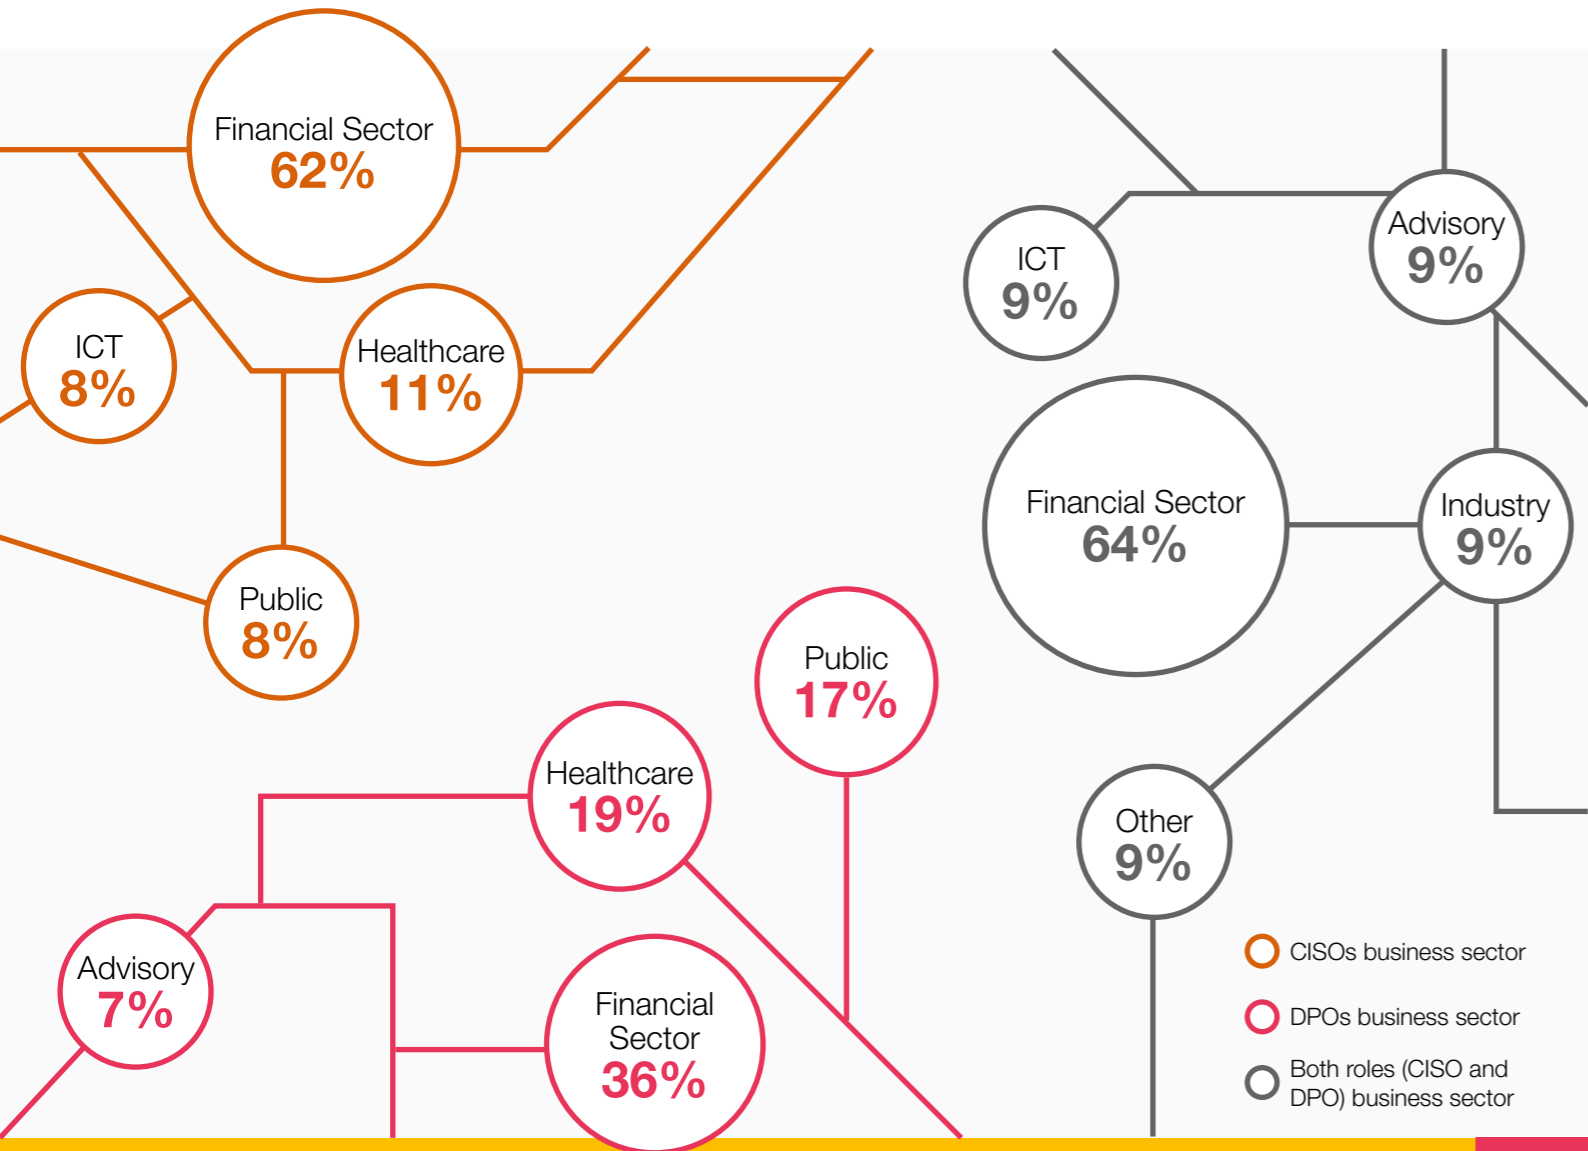 Financial Sector
62%
ICT
8%
Healthcare
11%
Public
8%
Advisory
9%
ICT
9%
Financial Sector
64%
Industry
9%
Other
9%
Public
17%
Healthcare
19%
Advisory
7%
Financial
Sector
36%
CISOs business sector
DPOs business sector
Both roles (CISO and
DPO) business sector